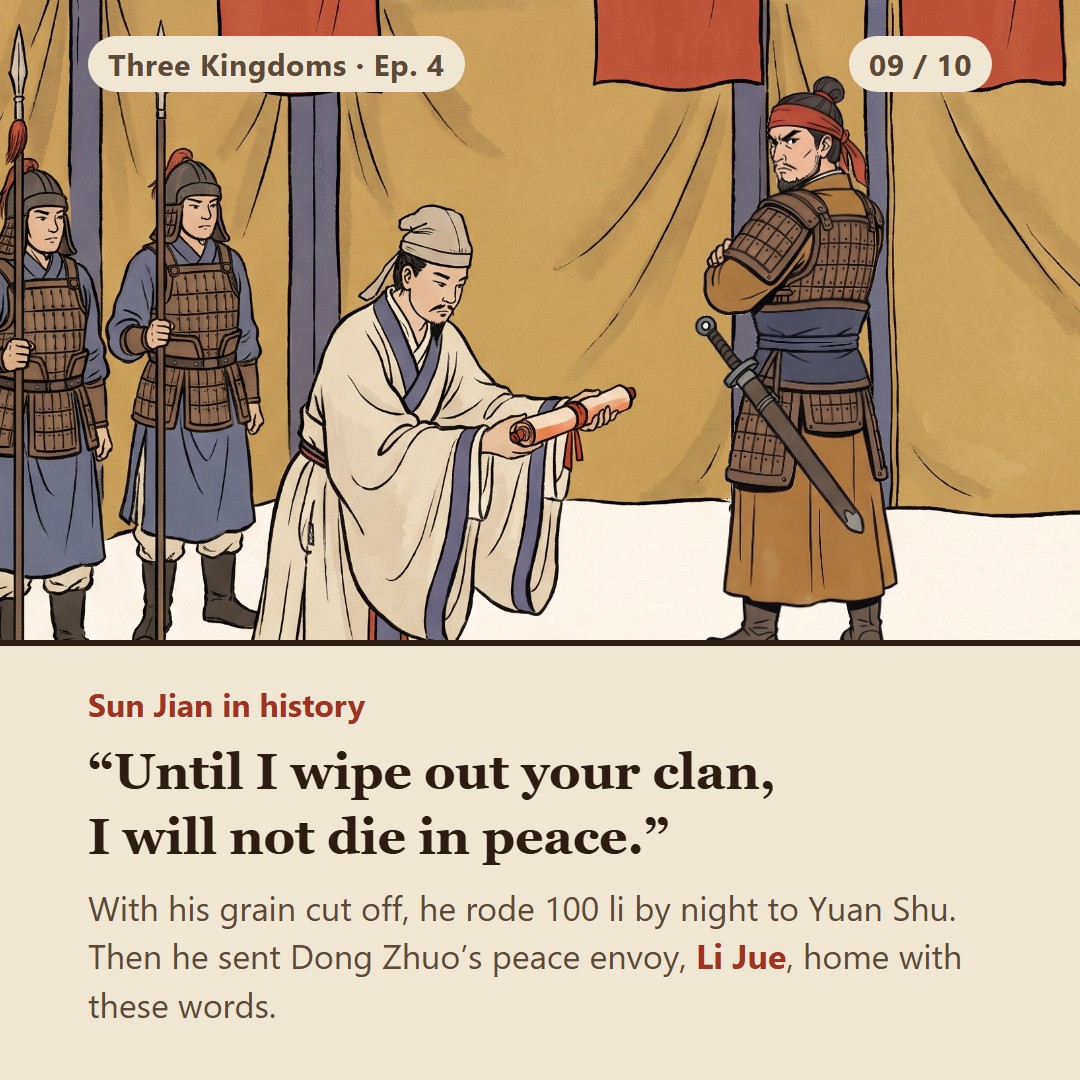 Three Kingdoms · Ep. 4
09 / 10
Sun Jian in history
“Until I wipe out your clan,
I will not die in peace.”
With his grain cut off, he rode 100 li by night to Yuan Shu.
Then he sent Dong Zhuo’s peace envoy, Li Jue, home with
these words.